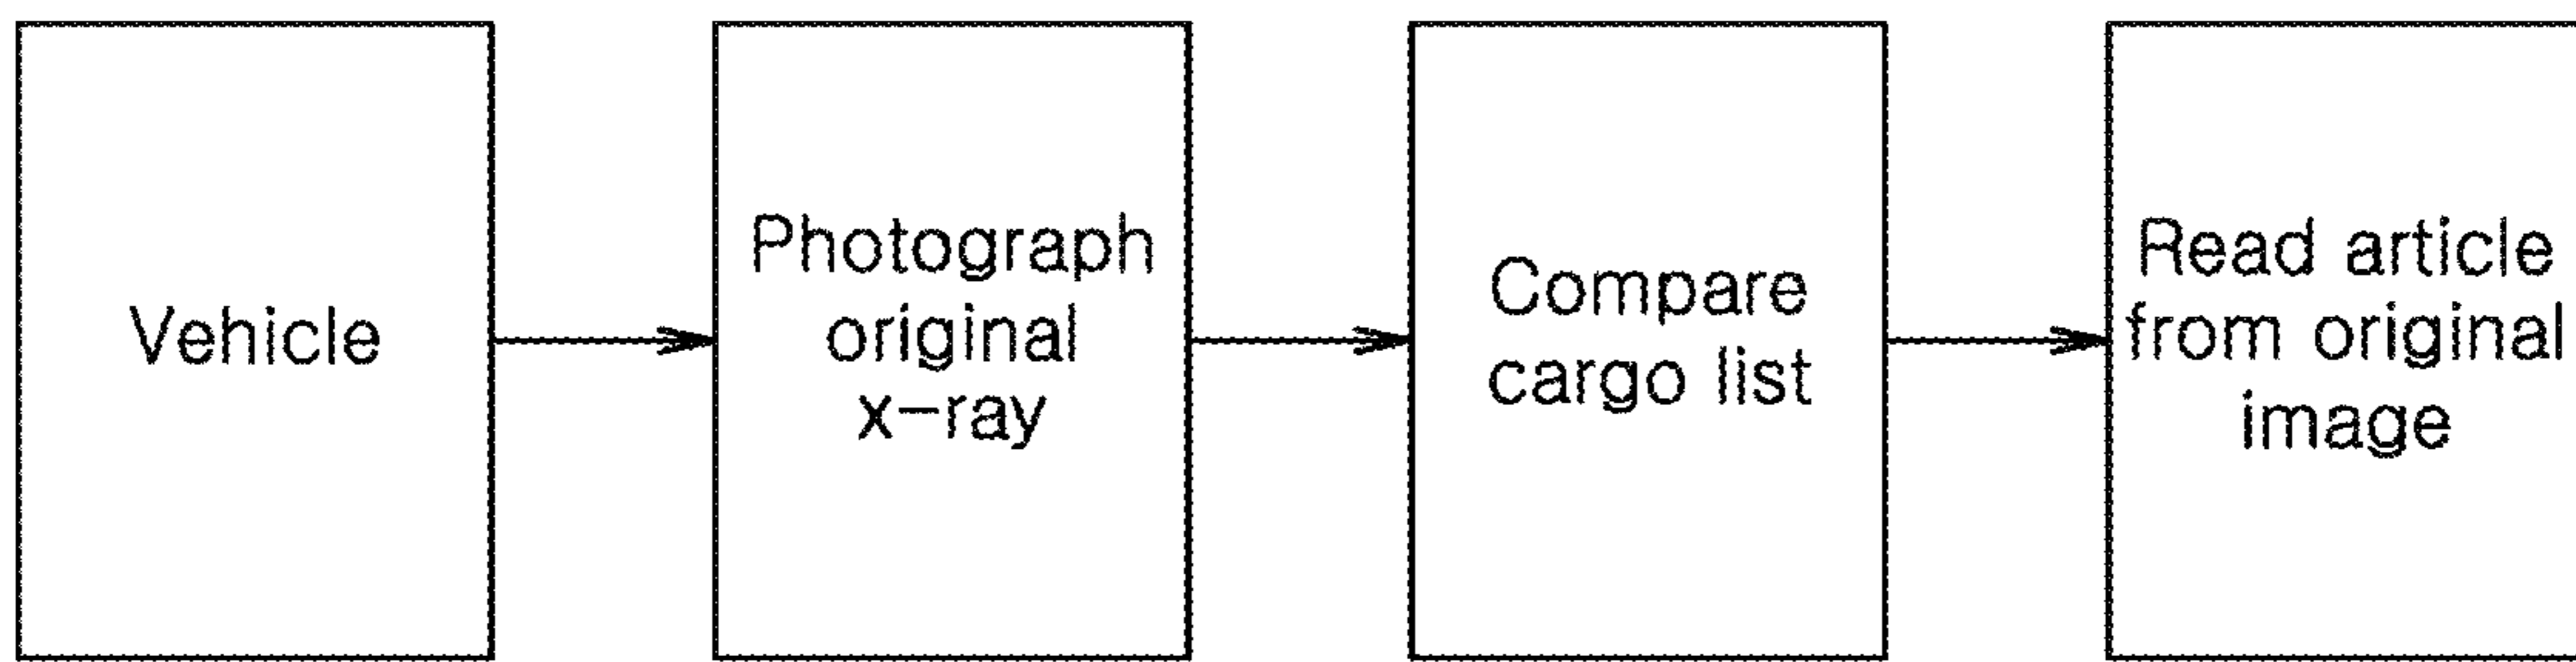 Vehicle
Photograph
original
x-ray
Compare
cargo list
Read article
from original
image